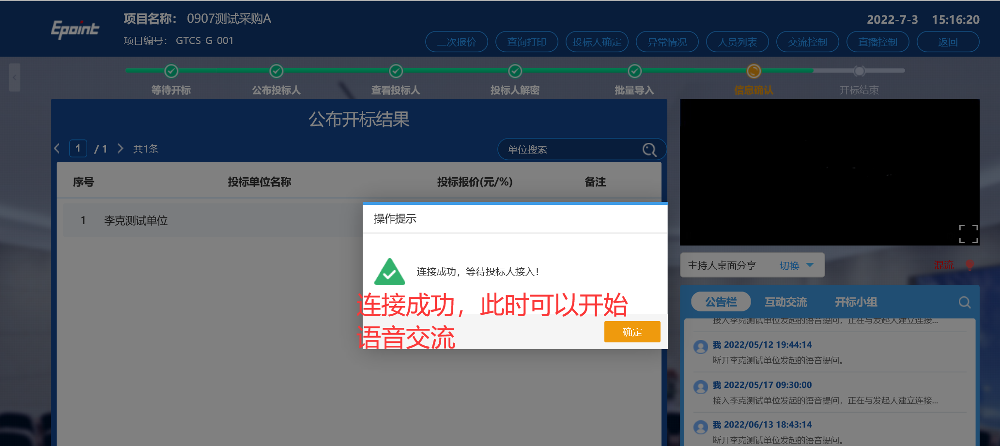 Epoint
项目名称： 0907测试采购A
项目编号： GTCS-G-001
2022-7-3 15:16:20
二次报价 查询打印 投标人确定 异常情况 人员列表 交流控制 直播控制 返回
等待开标 公布投标人 查看投标人 投标人解密 批量导入 信息确认 开标结束
公布开标结果
1 / 1 共1条
单位搜索
序号 投标单位名称 投标报价(元/%) 备注
1 李克测试单位
操作提示
连接成功，等待投标人接入！
连接成功，此时可以开始
语音交流
确定
主持人桌面分享 切换
混流
公告栏 互动交流 开标小组
接入李克测试单位发起的语音提问，正在与发起人建立连接...
我 2022/05/12 19:44:14
断开李克测试单位发起的语音提问。
我 2022/05/17 09:30:00
接入李克测试单位发起的语音提问，正在与发起人建立连接...
我 2022/06/13 18:43:14
断开李克测试单位发起的语音提问。